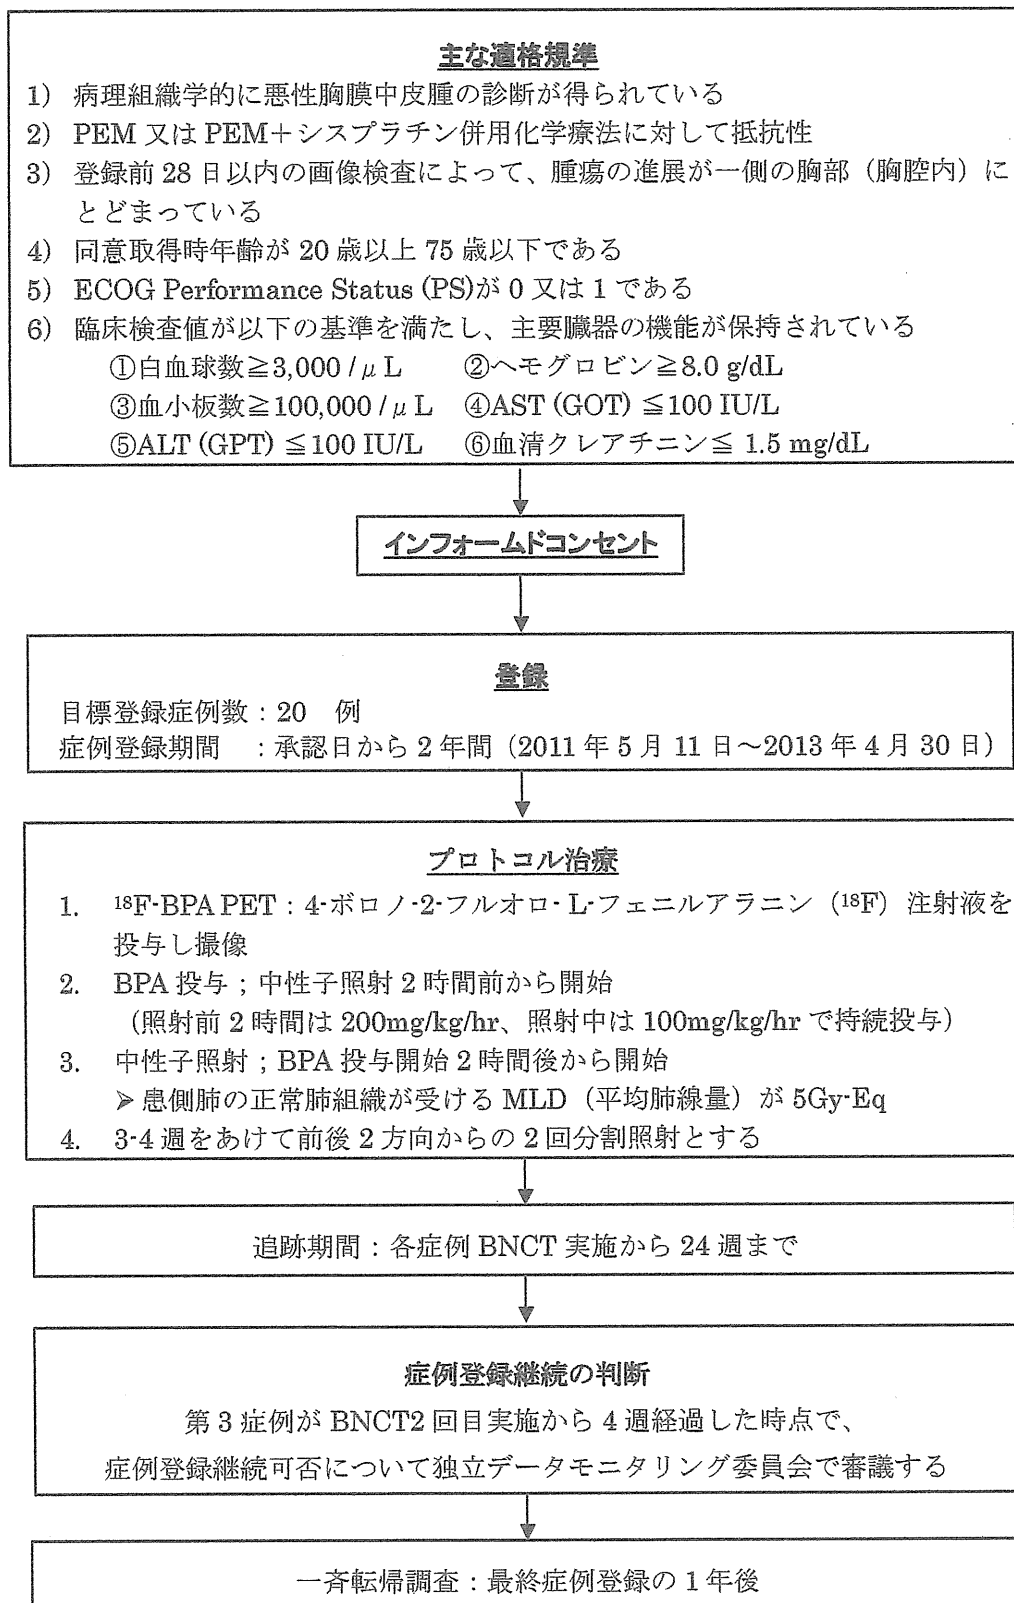 主な適格規準
1) 病理組織学的に悪性胸膜中皮腫の診断が得られている
2) PEM 又は PEM+シスプラチン併用化学療法に対して抵抗性
3) 登録前 28 日以内の画像検査によって、腫瘍の進展が一側の胸部（胸腔内）に
とどまっている
4) 同意取得時年齢が 20 歳以上 75 歳以下である
5) ECOG Performance Status (PS)が 0 又は 1 である
6) 臨床検査値が以下の基準を満たし、主要臓器の機能が保持されている
①白血球数≧3,000 / μ L ②ヘモグロビン≧8.0 g/dL
③血小板数≧100,000 / μ L ④AST (GOT) ≦100 IU/L
⑤ALT (GPT) ≦100 IU/L ⑥血清クレアチニン≦ 1.5 mg/dL
インフォームドコンセント
登録
目標登録症例数：20 例
症例登録期間 ：承認日から 2 年間（2011 年 5 月 11 日～2013 年 4 月 30 日）
プロトコル治療
1. ¹⁸F-BPA PET：4-ボロノ-2-フルオロ- L-フェニルアラニン（¹⁸F）注射液を
投与し撮像
2. BPA 投与；中性子照射 2 時間前から開始
（照射前 2 時間は 200mg/kg/hr、照射中は 100mg/kg/hr で持続投与）
3. 中性子照射；BPA 投与開始 2 時間後から開始
➢ 患側肺の正常肺組織が受ける MLD（平均肺線量）が 5Gy-Eq
4. 3-4 週をあけて前後 2 方向からの 2 回分割照射とする
追跡期間：各症例 BNCT 実施から 24 週まで
症例登録継続の判断
第 3 症例が BNCT2 回目実施から 4 週経過した時点で、
症例登録継続可否について独立データモニタリング委員会で審議する
一斉転帰調査：最終症例登録の 1 年後